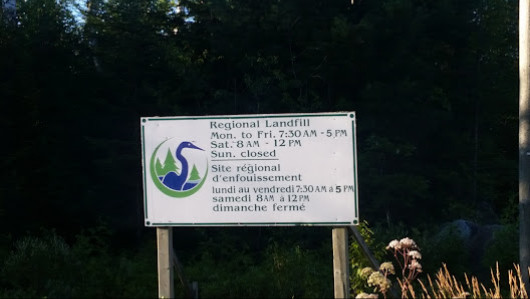 Regional Landfill
Mon. to Fri. 7:30 AM - 5 PM
Sat. 8 AM - 12 PM
Sun. closed
Site régional
d'enfouissement
lundi au vendredi 7:30 AM à 5 PM
samedi 8 AM à 12 PM
dimanche fermé